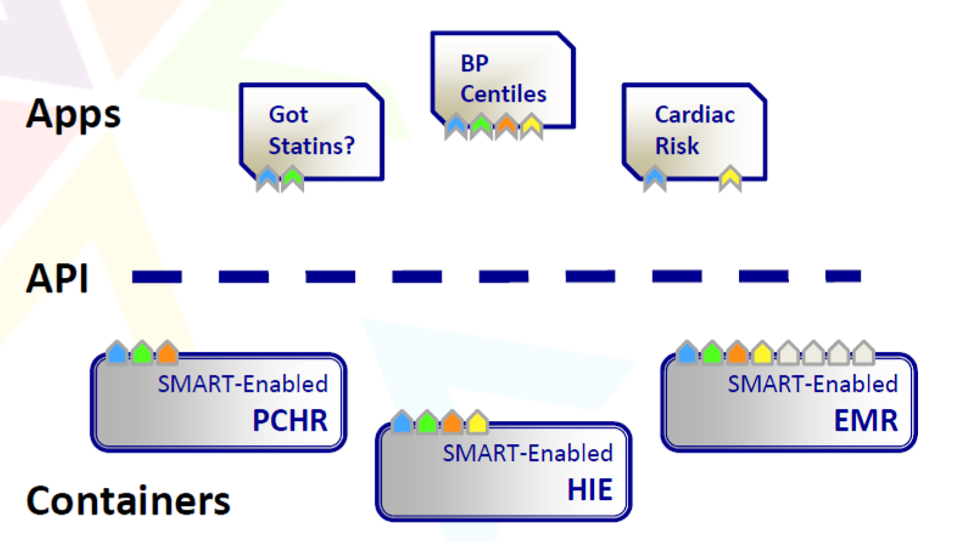 Apps
Got
Statins?
BP
Centiles
Cardiac
Risk
API
SMART-Enabled
PCHR
SMART-Enabled
HIE
SMART-Enabled
EMR
Containers